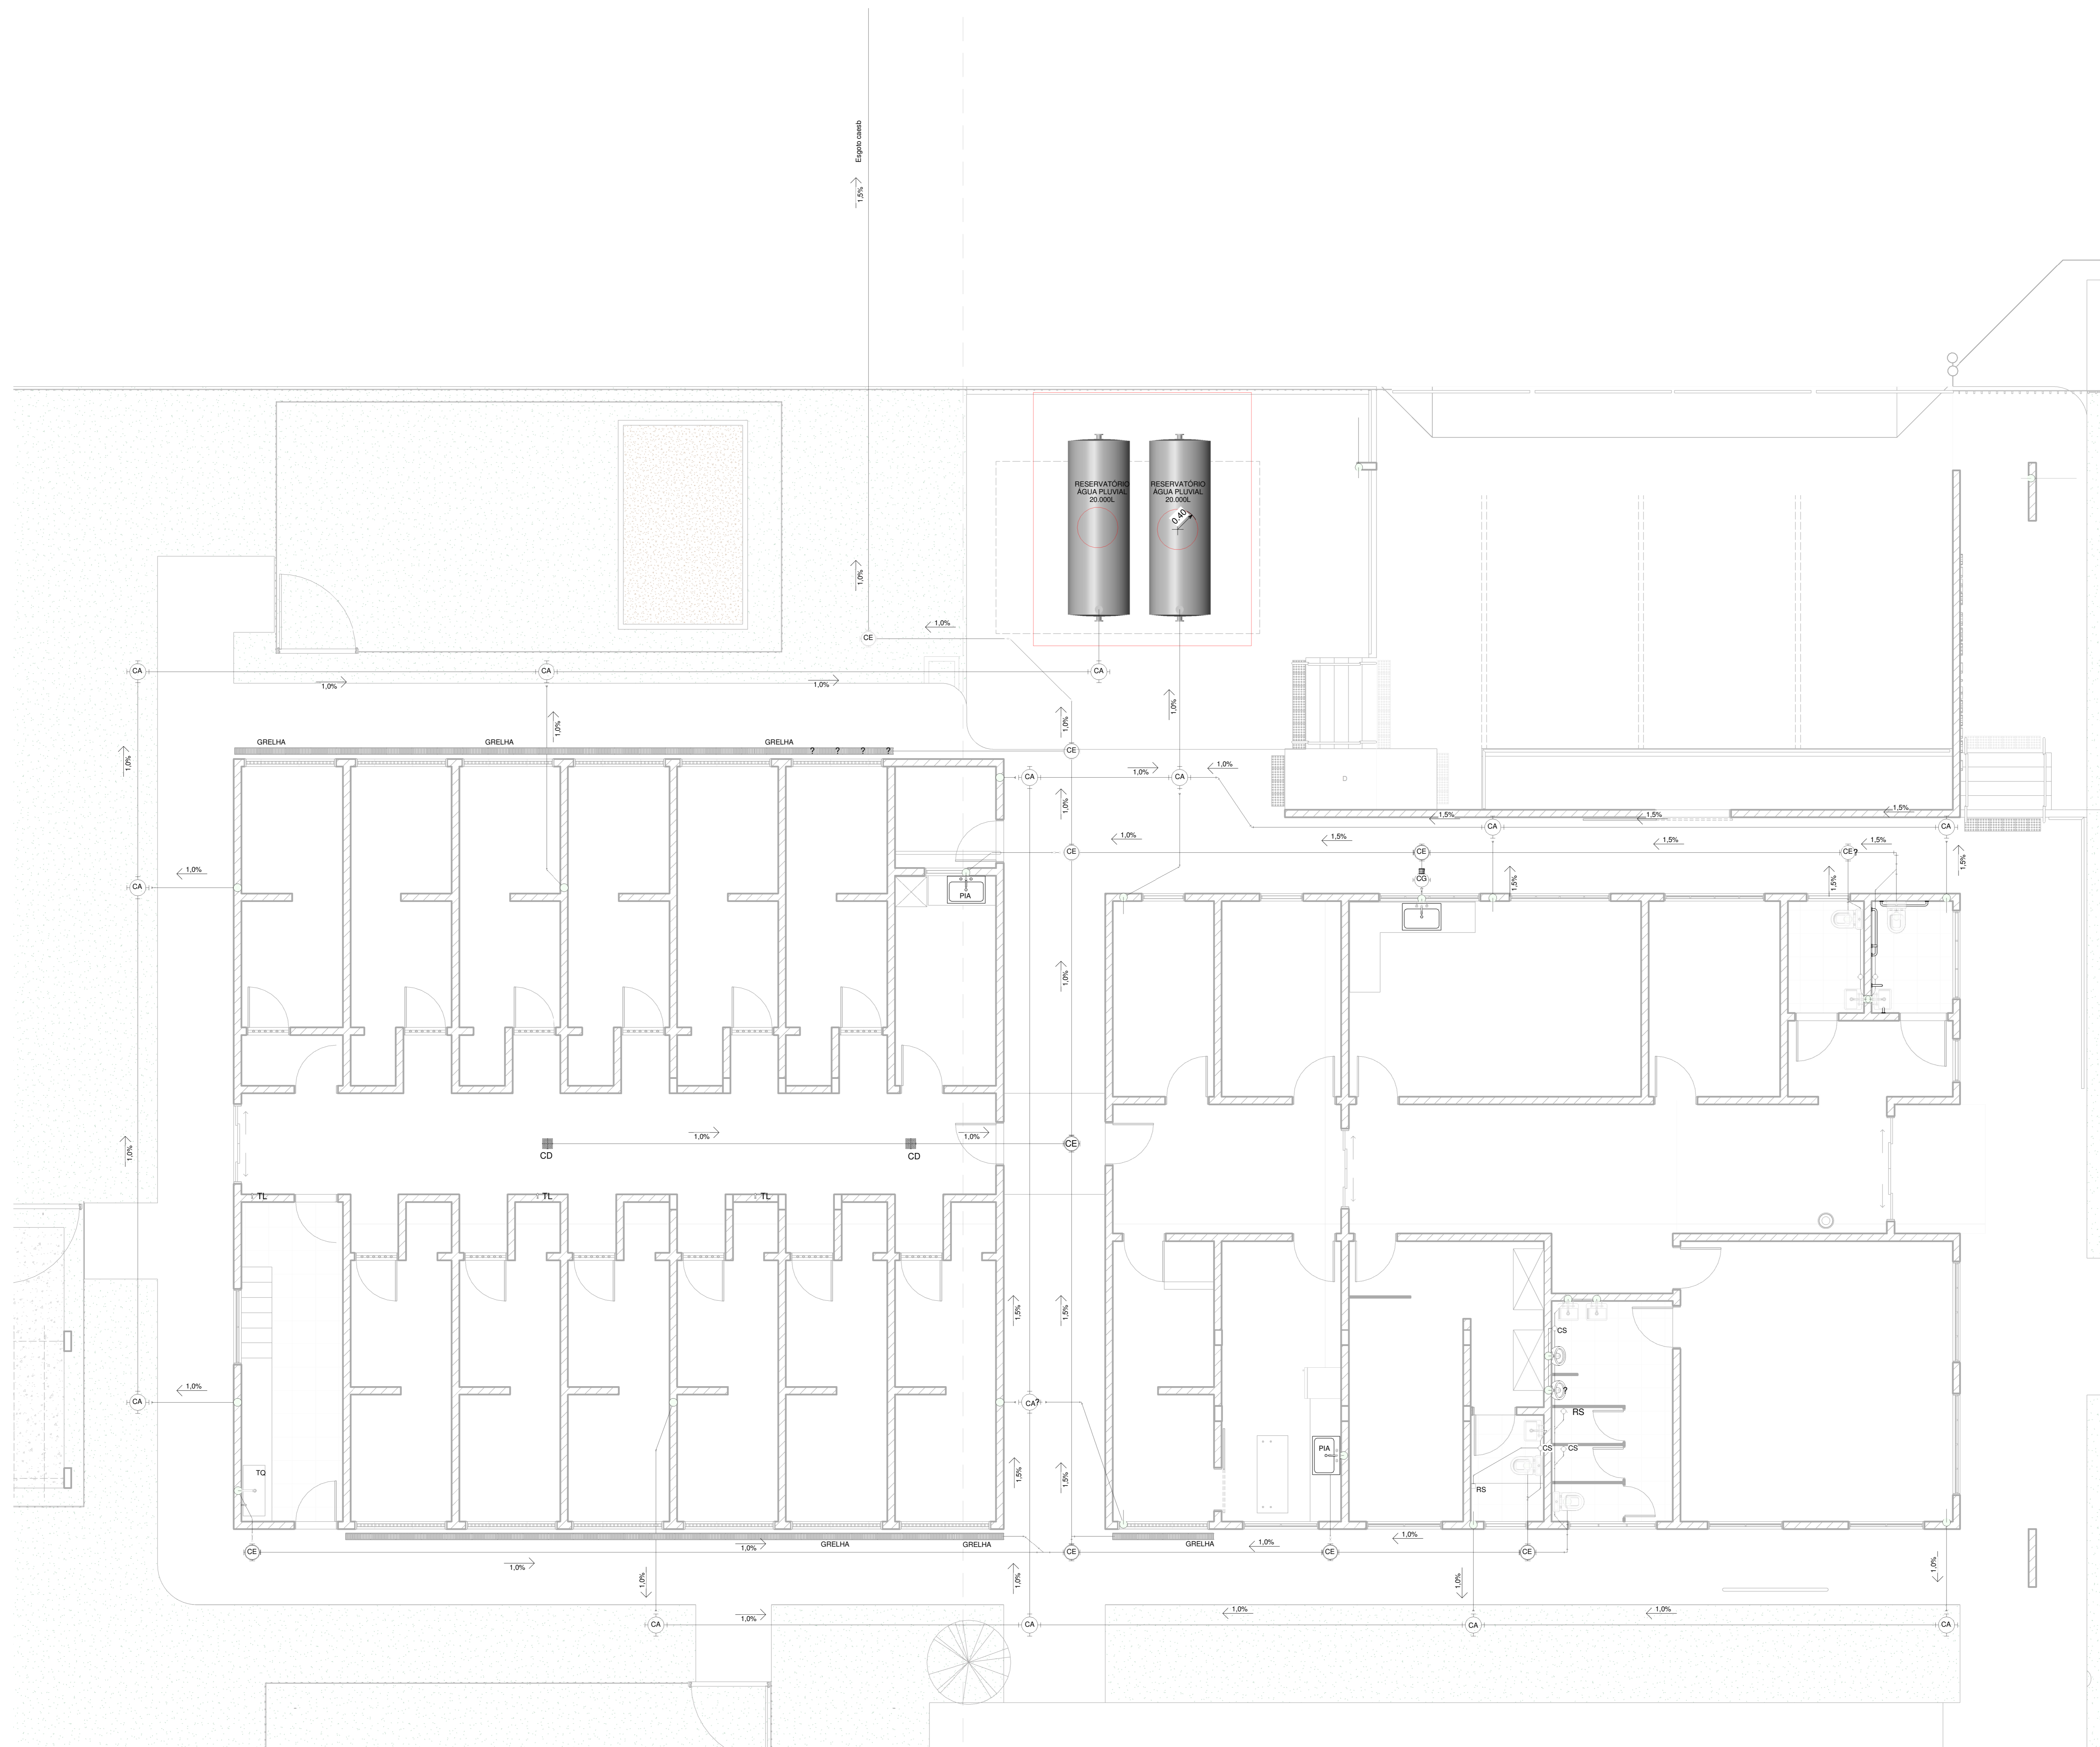 Esgoto caesb
1,5%
RESERVATÓRIO
ÁGUA PLUVIAL
20.000L
RESERVATÓRIO
ÁGUA PLUVIAL
20.000L
0.40
1,0%
1,0%
CE
CA
CA
CA
1,0%
1,0%
1,0%
1,0%
1,0%
1,0%
GRELHA
GRELHA
GRELHA
? ? ? ?
CE
CA
1,0%
CA
1,0%
1,0%
1,5%
1,5%
1,5%
CA
CA
1,0%
1,5%
1,5%
1,5%
CE
CE
CE?
CG
1,5%
1,5%
1,5%
1,0%
CA
PIA
1,0%
1,0%
1,0%
1,0%
CD
CD
CE
TL
TL
TL
1,5%
1,5%
CS
1,0%
CA
CA?
?
RS
PIA
CS
CS
TQ
RS
1,5%
1,5%
1,0%
GRELHA
GRELHA
GRELHA
1,0%
1,0%
CE
CE
CE
CE
1,0%
1,0%
1,0%
1,0%
1,0%
1,0%
1,0%
1,0%
CA
CA
CA
CA